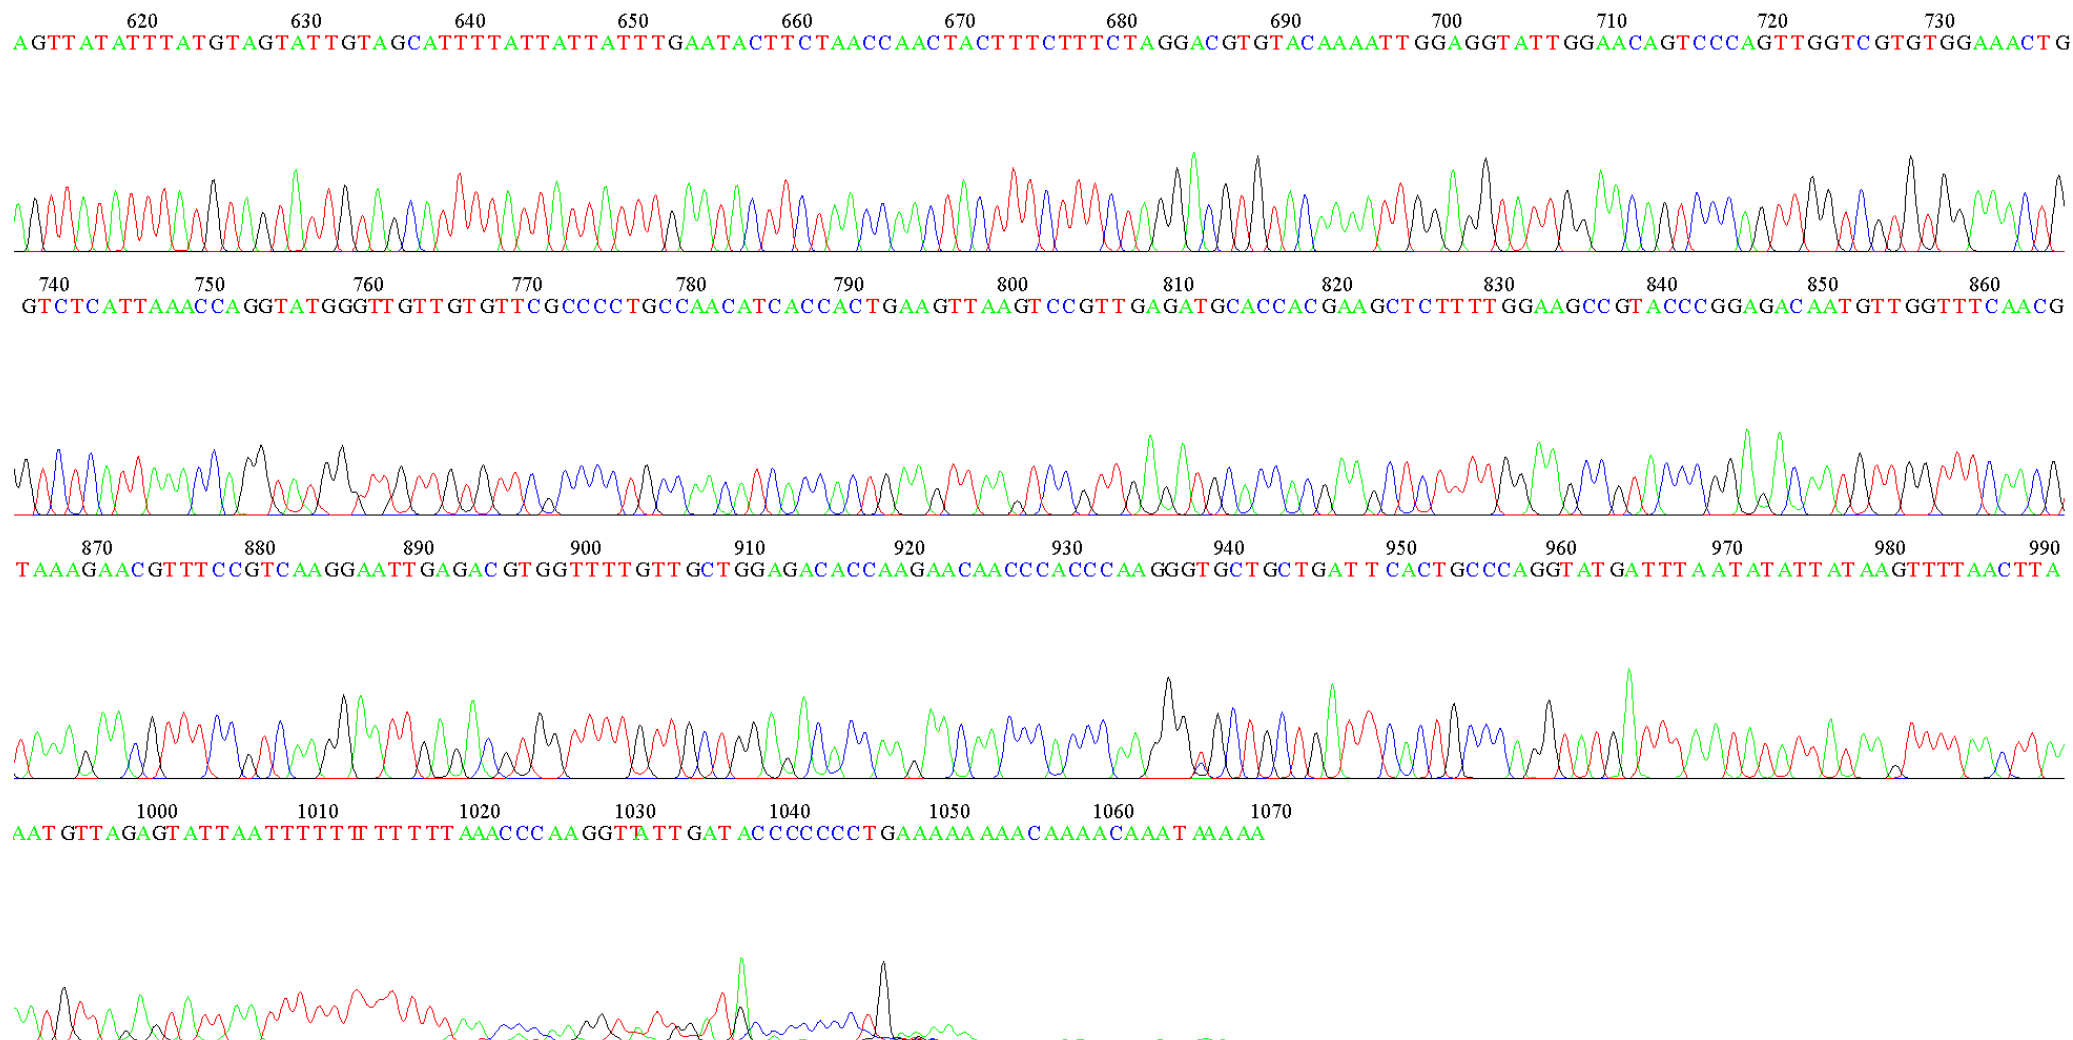 620 630 640 650 660 670 680 690 700 710 720 730
AGTTATATTTATGTAGTATTGTAGCATTTTATTATTATTTGAATACTTCTAACCAACTACTTTCTTTCTAGGACGTGTACAAAATTGGAGGTATTGGAACAGTCCCAGTTGGTCGTGTGGAAACTG
740 750 760 770 780 790 800 810 820 830 840 850 860
GTCTCATTAAACCAGGTATGGGTTGTTGTGTTCGCCCCTGCCAACATCACCACTGAAGTTAAGTCCGTTGAGATGCACCACGAAGCTCTTTTGGAAGCCGTACCCGGAGACAATGTTGGTTTCAACG
870 880 890 900 910 920 930 940 950 960 970 980 990
TAAAGAACGTTTCCGTCAAGGAATTGAGACGTGGTTTTGTTGCTGGAGACACCAAGAACAACCCACCCAAGGGTGCTGCTGATTCACTGCCCAGGTATGATTTAATATATTATAAGTTTTAACTTA
1000 1010 1020 1030 1040 1050 1060 1070
AATGTTAGAGTATTAATTTTTTTTTTTTTAAACCCAAGGTTATTGATACCCCCCCTGAAAAAAAACAAAACAAATAAAAA